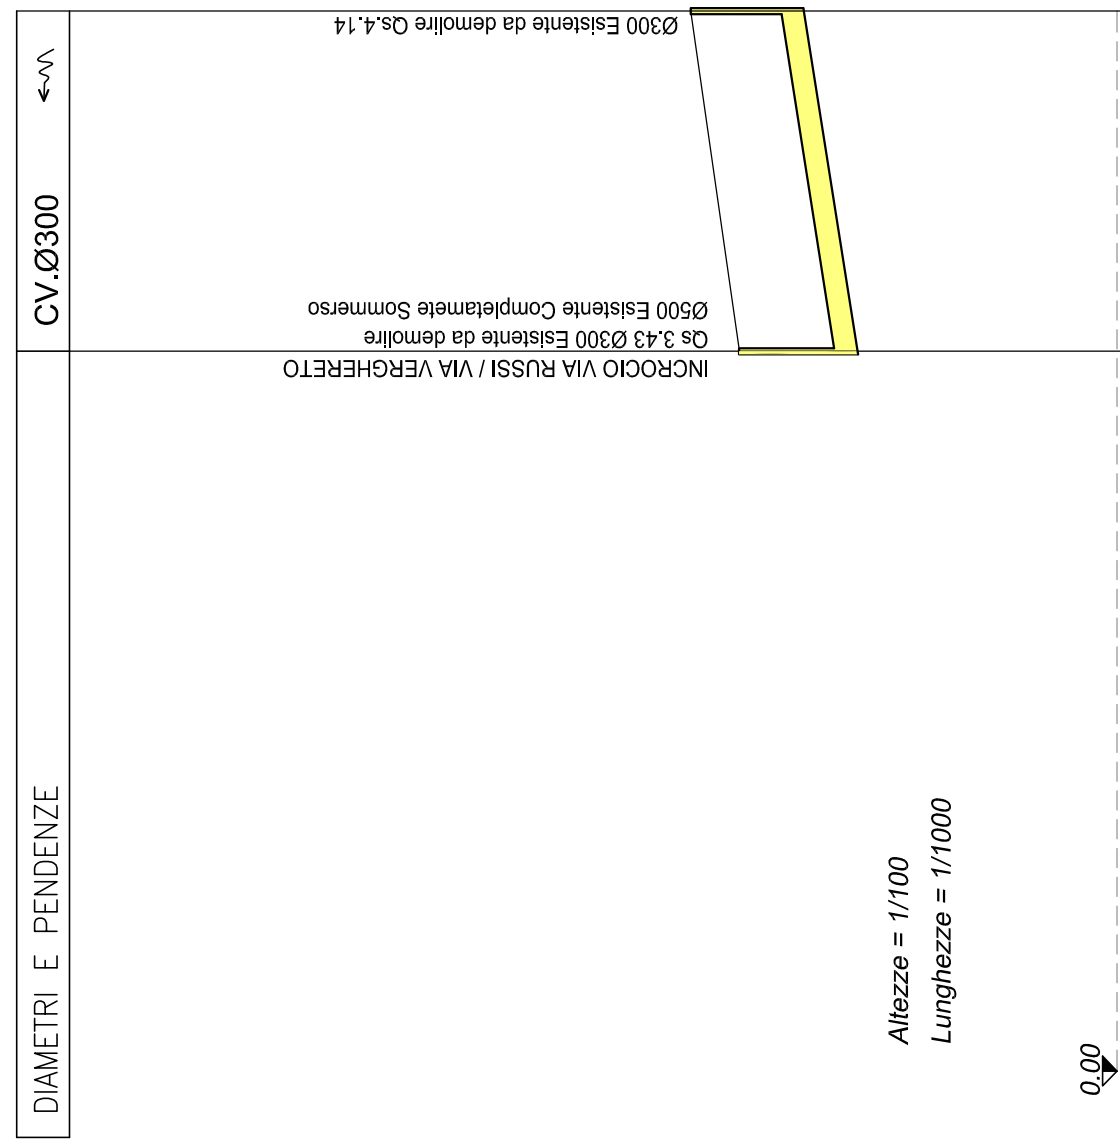 DIAMETRI E PENDENZE
CV.Ø300
INCROCIO VIA RUSSI / VIA VERGHERETO
Qs 3.43 Ø300 Esistente da demolire
Ø500 Esistente Completamete Sommerso
Ø300 Esistente da demolire Qs.4.14
Altezze = 1/100
Lunghezze = 1/1000
0.00